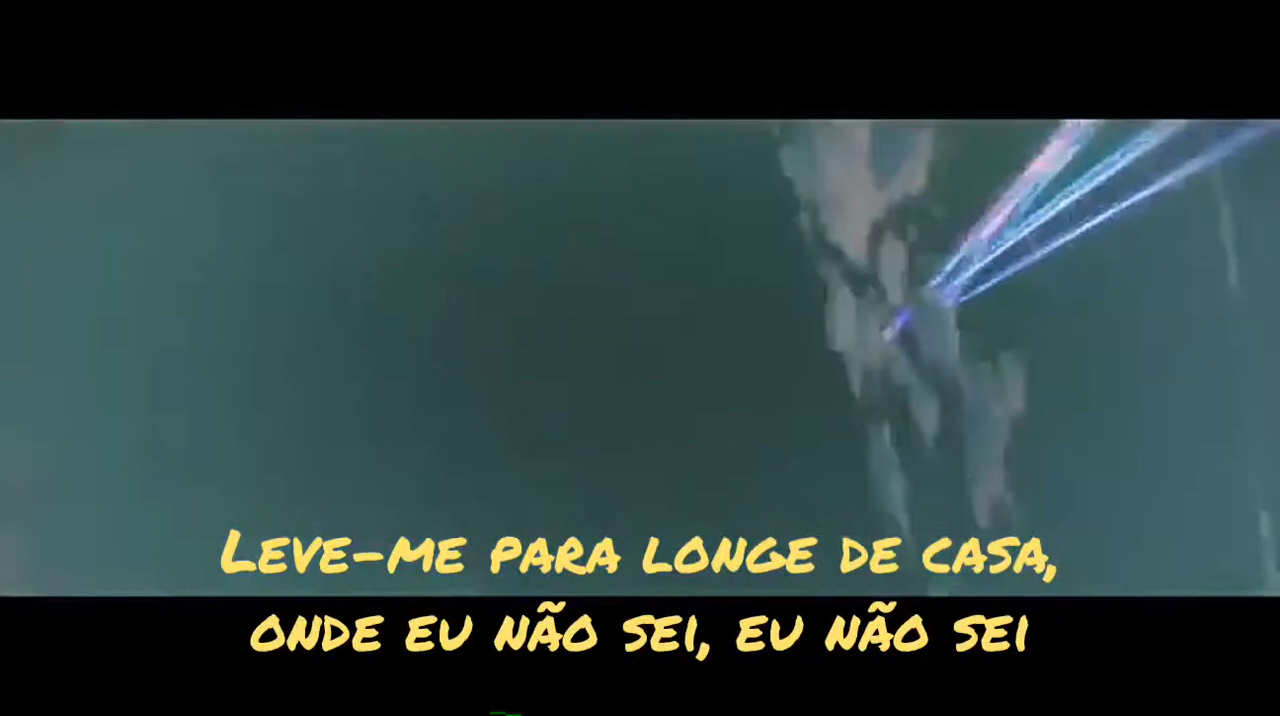 LEVE-ME PARA LONGE DE CASA,
ONDE EU NÃO SEI, EU NÃO SEI